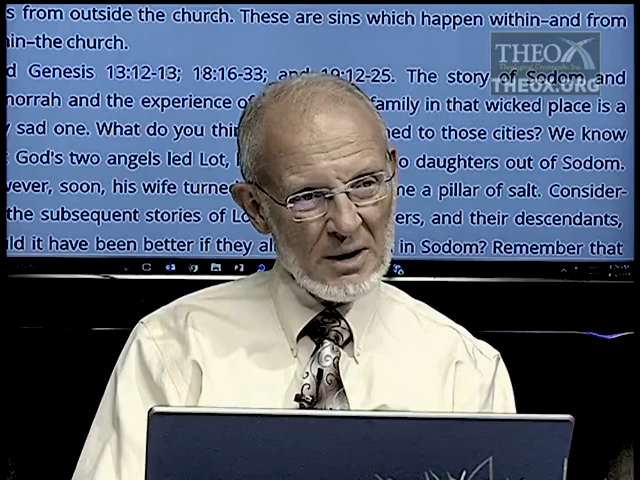 s from outside the church. These are sins which happen within–and from
in–the church.
d Genesis 13:12-13; 18:16-33; and 19:12-25. The story of Sodom and
norrah and the experience of family in that wicked place is a
sad one. What do you ned to those cities? We know
God's two angels led Lot, o daughters out of Sodom.
wever, soon, his wife turne e a pillar of salt. Consider-
the subsequent stories of Lo ers, and their descendants,
ld it have been better if they al in Sodom? Remember that
THEOX
Theological Crossroads, Inc.
THEOX.ORG